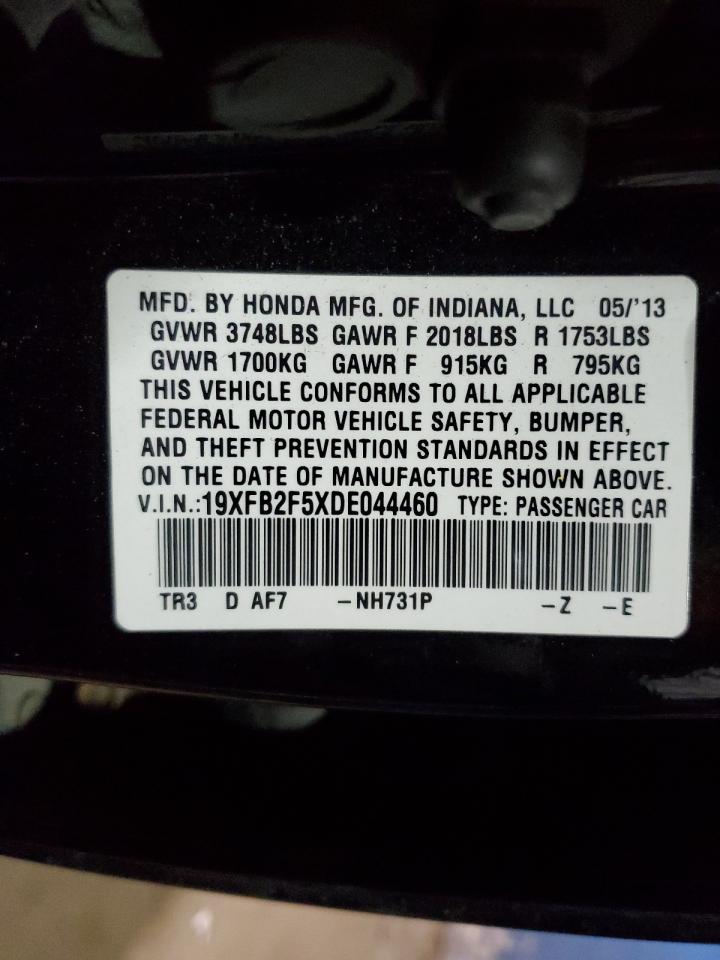 MFD. BY HONDA MFG. OF INDIANA, LLC 05/'13
GVWR 3748LBS GAWR F 2018LBS R 1753LBS
GVWR 1700KG GAWR F 915KG R 795KG
THIS VEHICLE CONFORMS TO ALL APPLICABLE
FEDERAL MOTOR VEHICLE SAFETY, BUMPER,
AND THEFT PREVENTION STANDARDS IN EFFECT
ON THE DATE OF MANUFACTURE SHOWN ABOVE.
V.I.N.:19XFB2F5XDE044460 TYPE: PASSENGER CAR
TR3 D AF7 -NH731P -Z -E